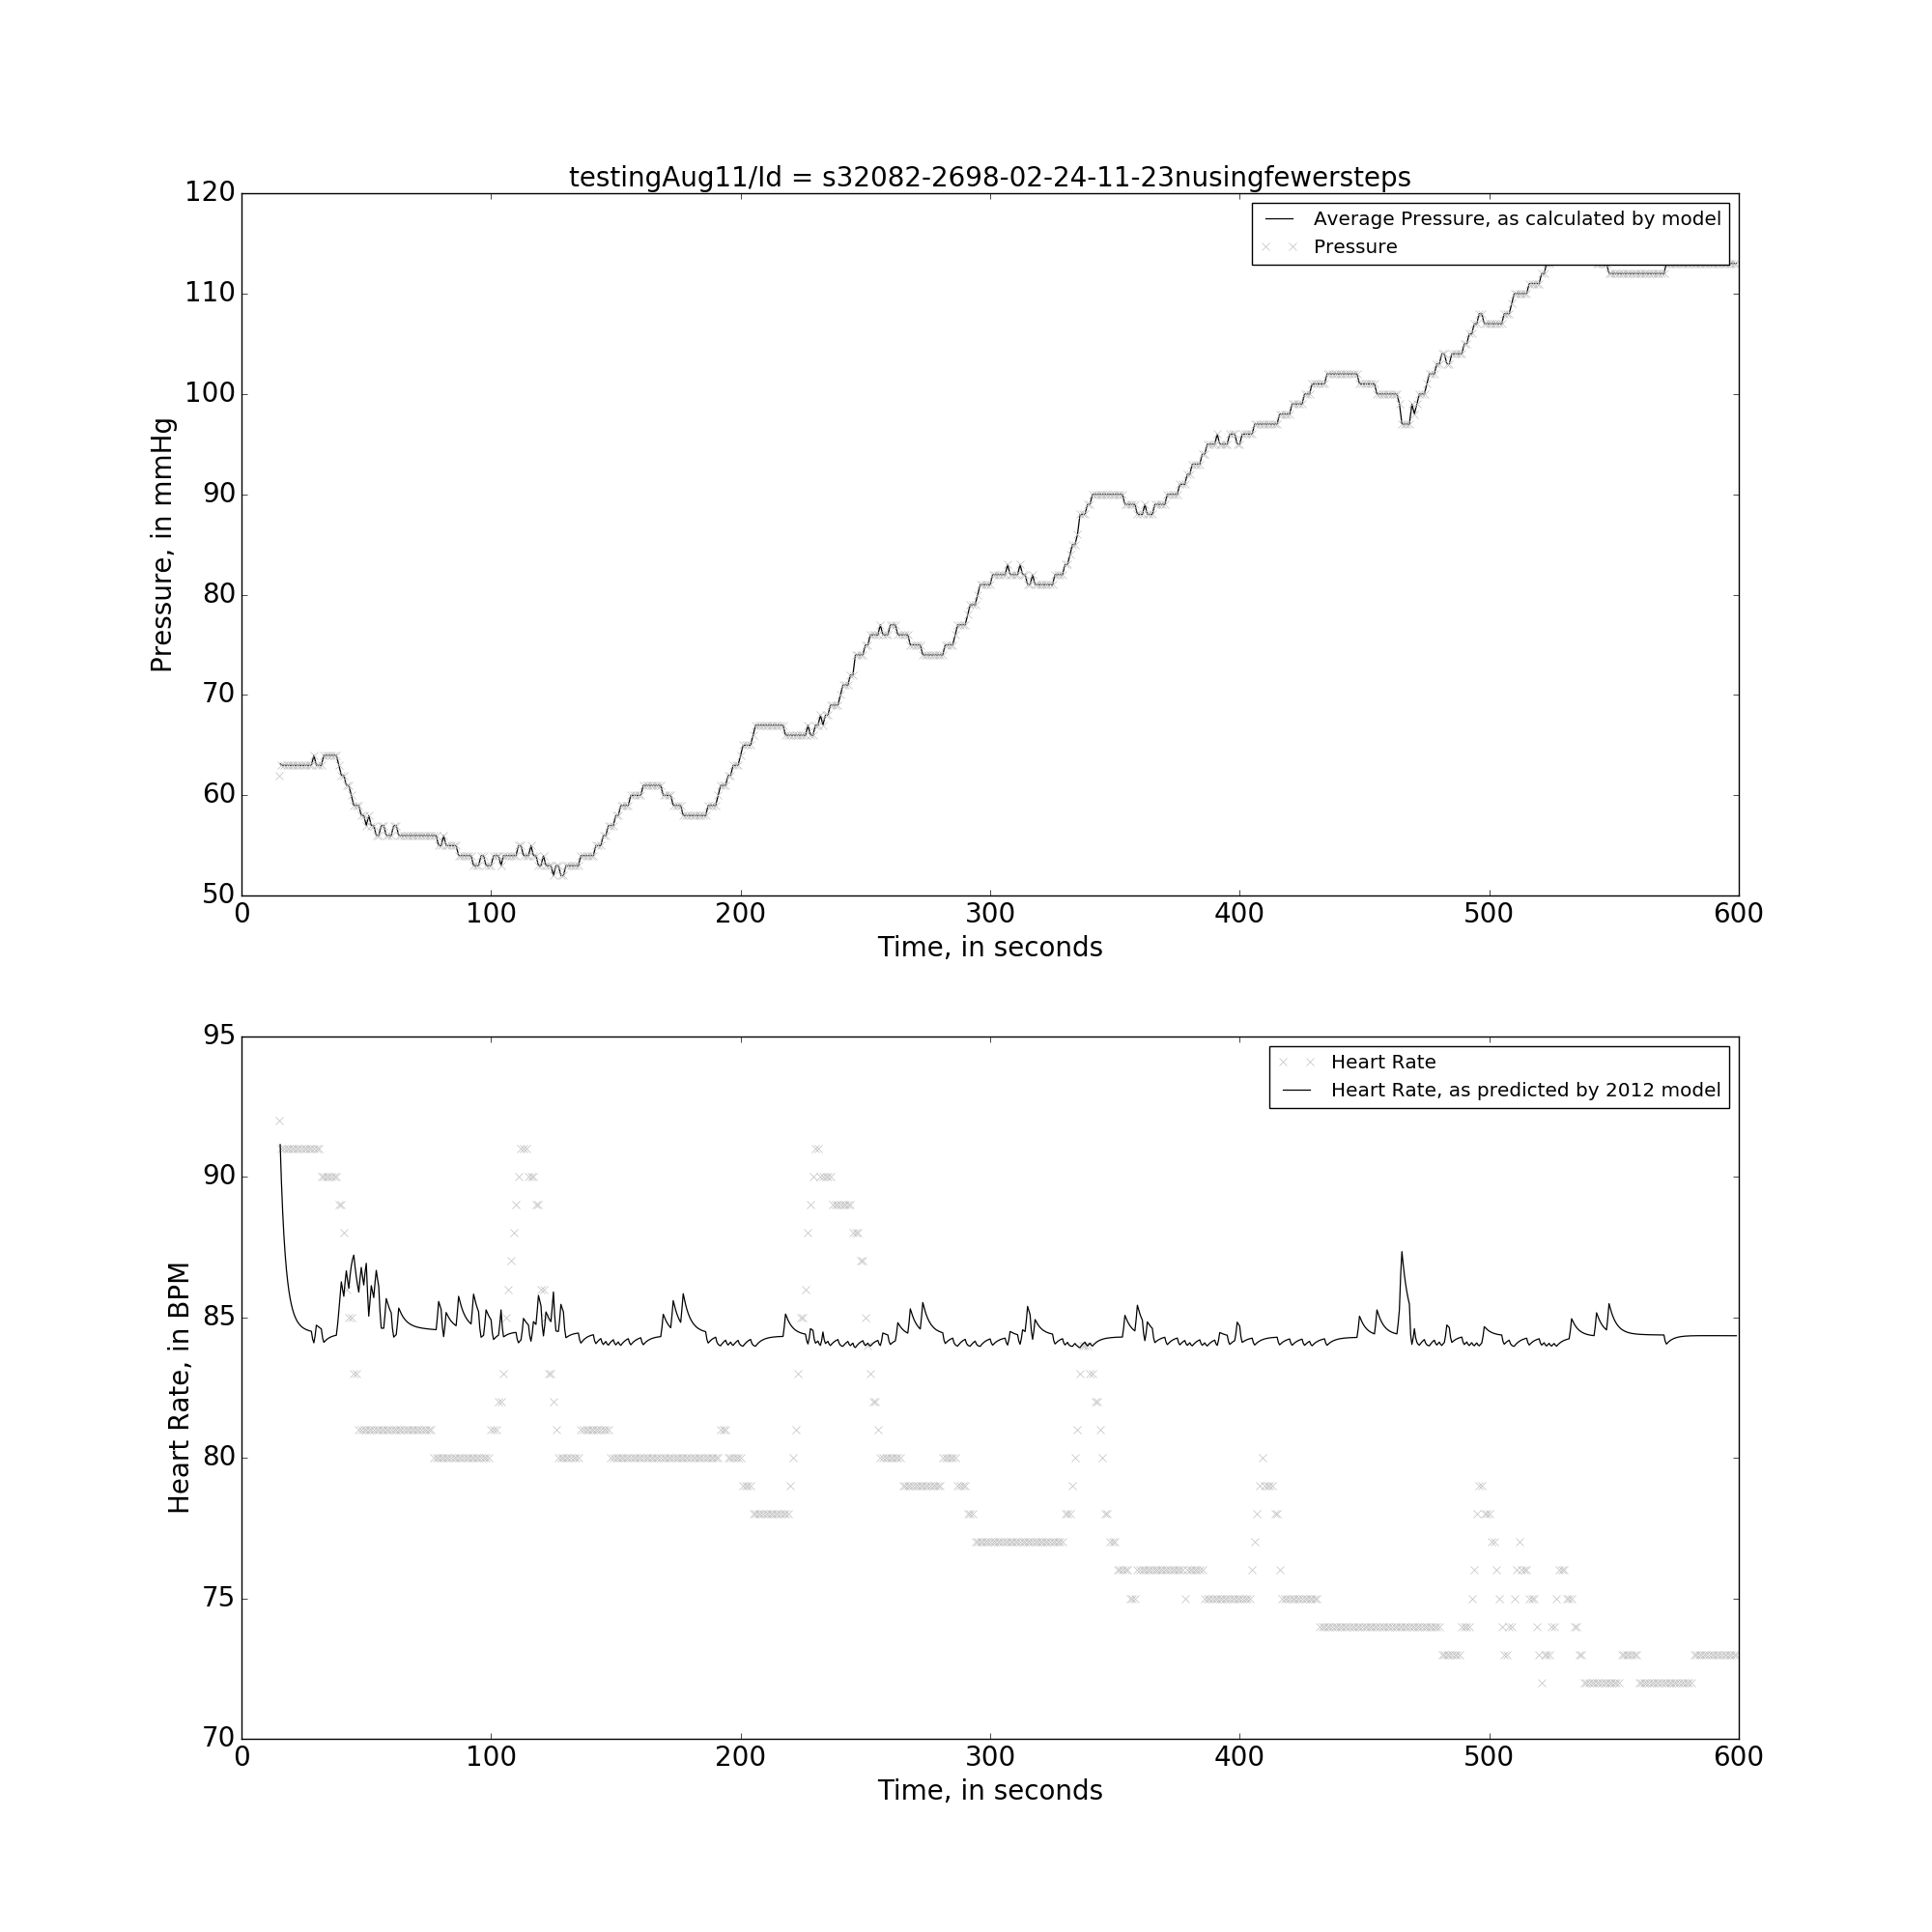 testingAug11/Id = s32082-2698-02-24-11-23nusingfewersteps
120
110
100
90
80
70
60
50
Pressure, in mmHg
Average Pressure, as calculated by model
Pressure
0 100 200 300 400 500 600
Time, in seconds
95
90
85
80
75
70
Heart Rate, in BPM
Heart Rate
Heart Rate, as predicted by 2012 model
0 100 200 300 400 500 600
Time, in seconds